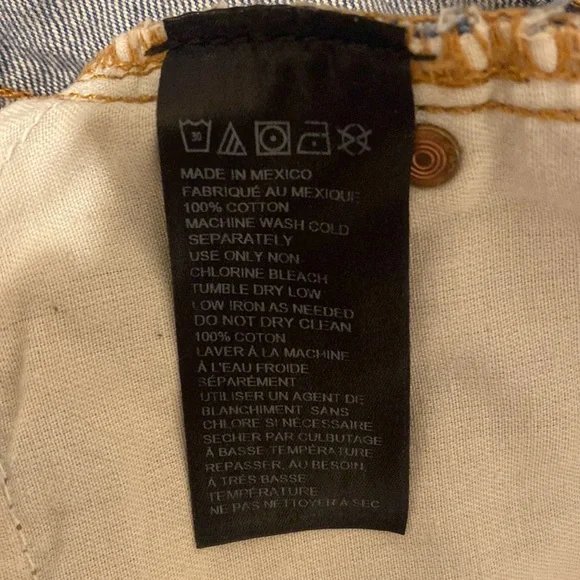 30
MADE IN MEXICO
FABRIQUÉ AU MEXIQUE
100% COTTON
MACHINE WASH COLD
SEPARATELY
USE ONLY NON
CHLORINE BLEACH
TUMBLE DRY LOW
LOW IRON AS NEEDED
DO NOT DRY CLEAN
100% COTON
LAVER À LA MACHINE
À L'EAU FROIDE
SÉPARÉMENT
UTILISER UN AGENT DE
BLANCHIMENT SANS
CHLORE SI NÉCESSAIRE
SECHER PAR CULBUTAGE
À BASSE TEMPÉRATURE
REPASSER, AU BESOIN,
À TRÈS BASSE
TEMPÉRATURE
NE PAS NETTOYER A SEC